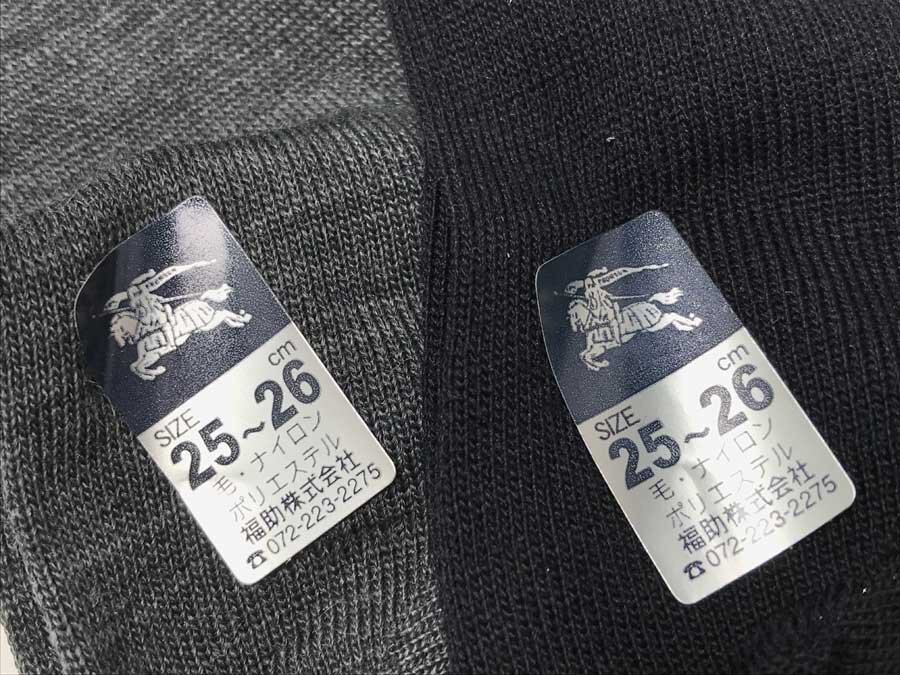 cm
SIZE
25~26
毛・ナイロン
ポリエステル
福助株式会社
☎072-223-2275
cm
SIZE
25~26
毛・ナイロン
ポリエステル
福助株式会社
☎072-223-2275